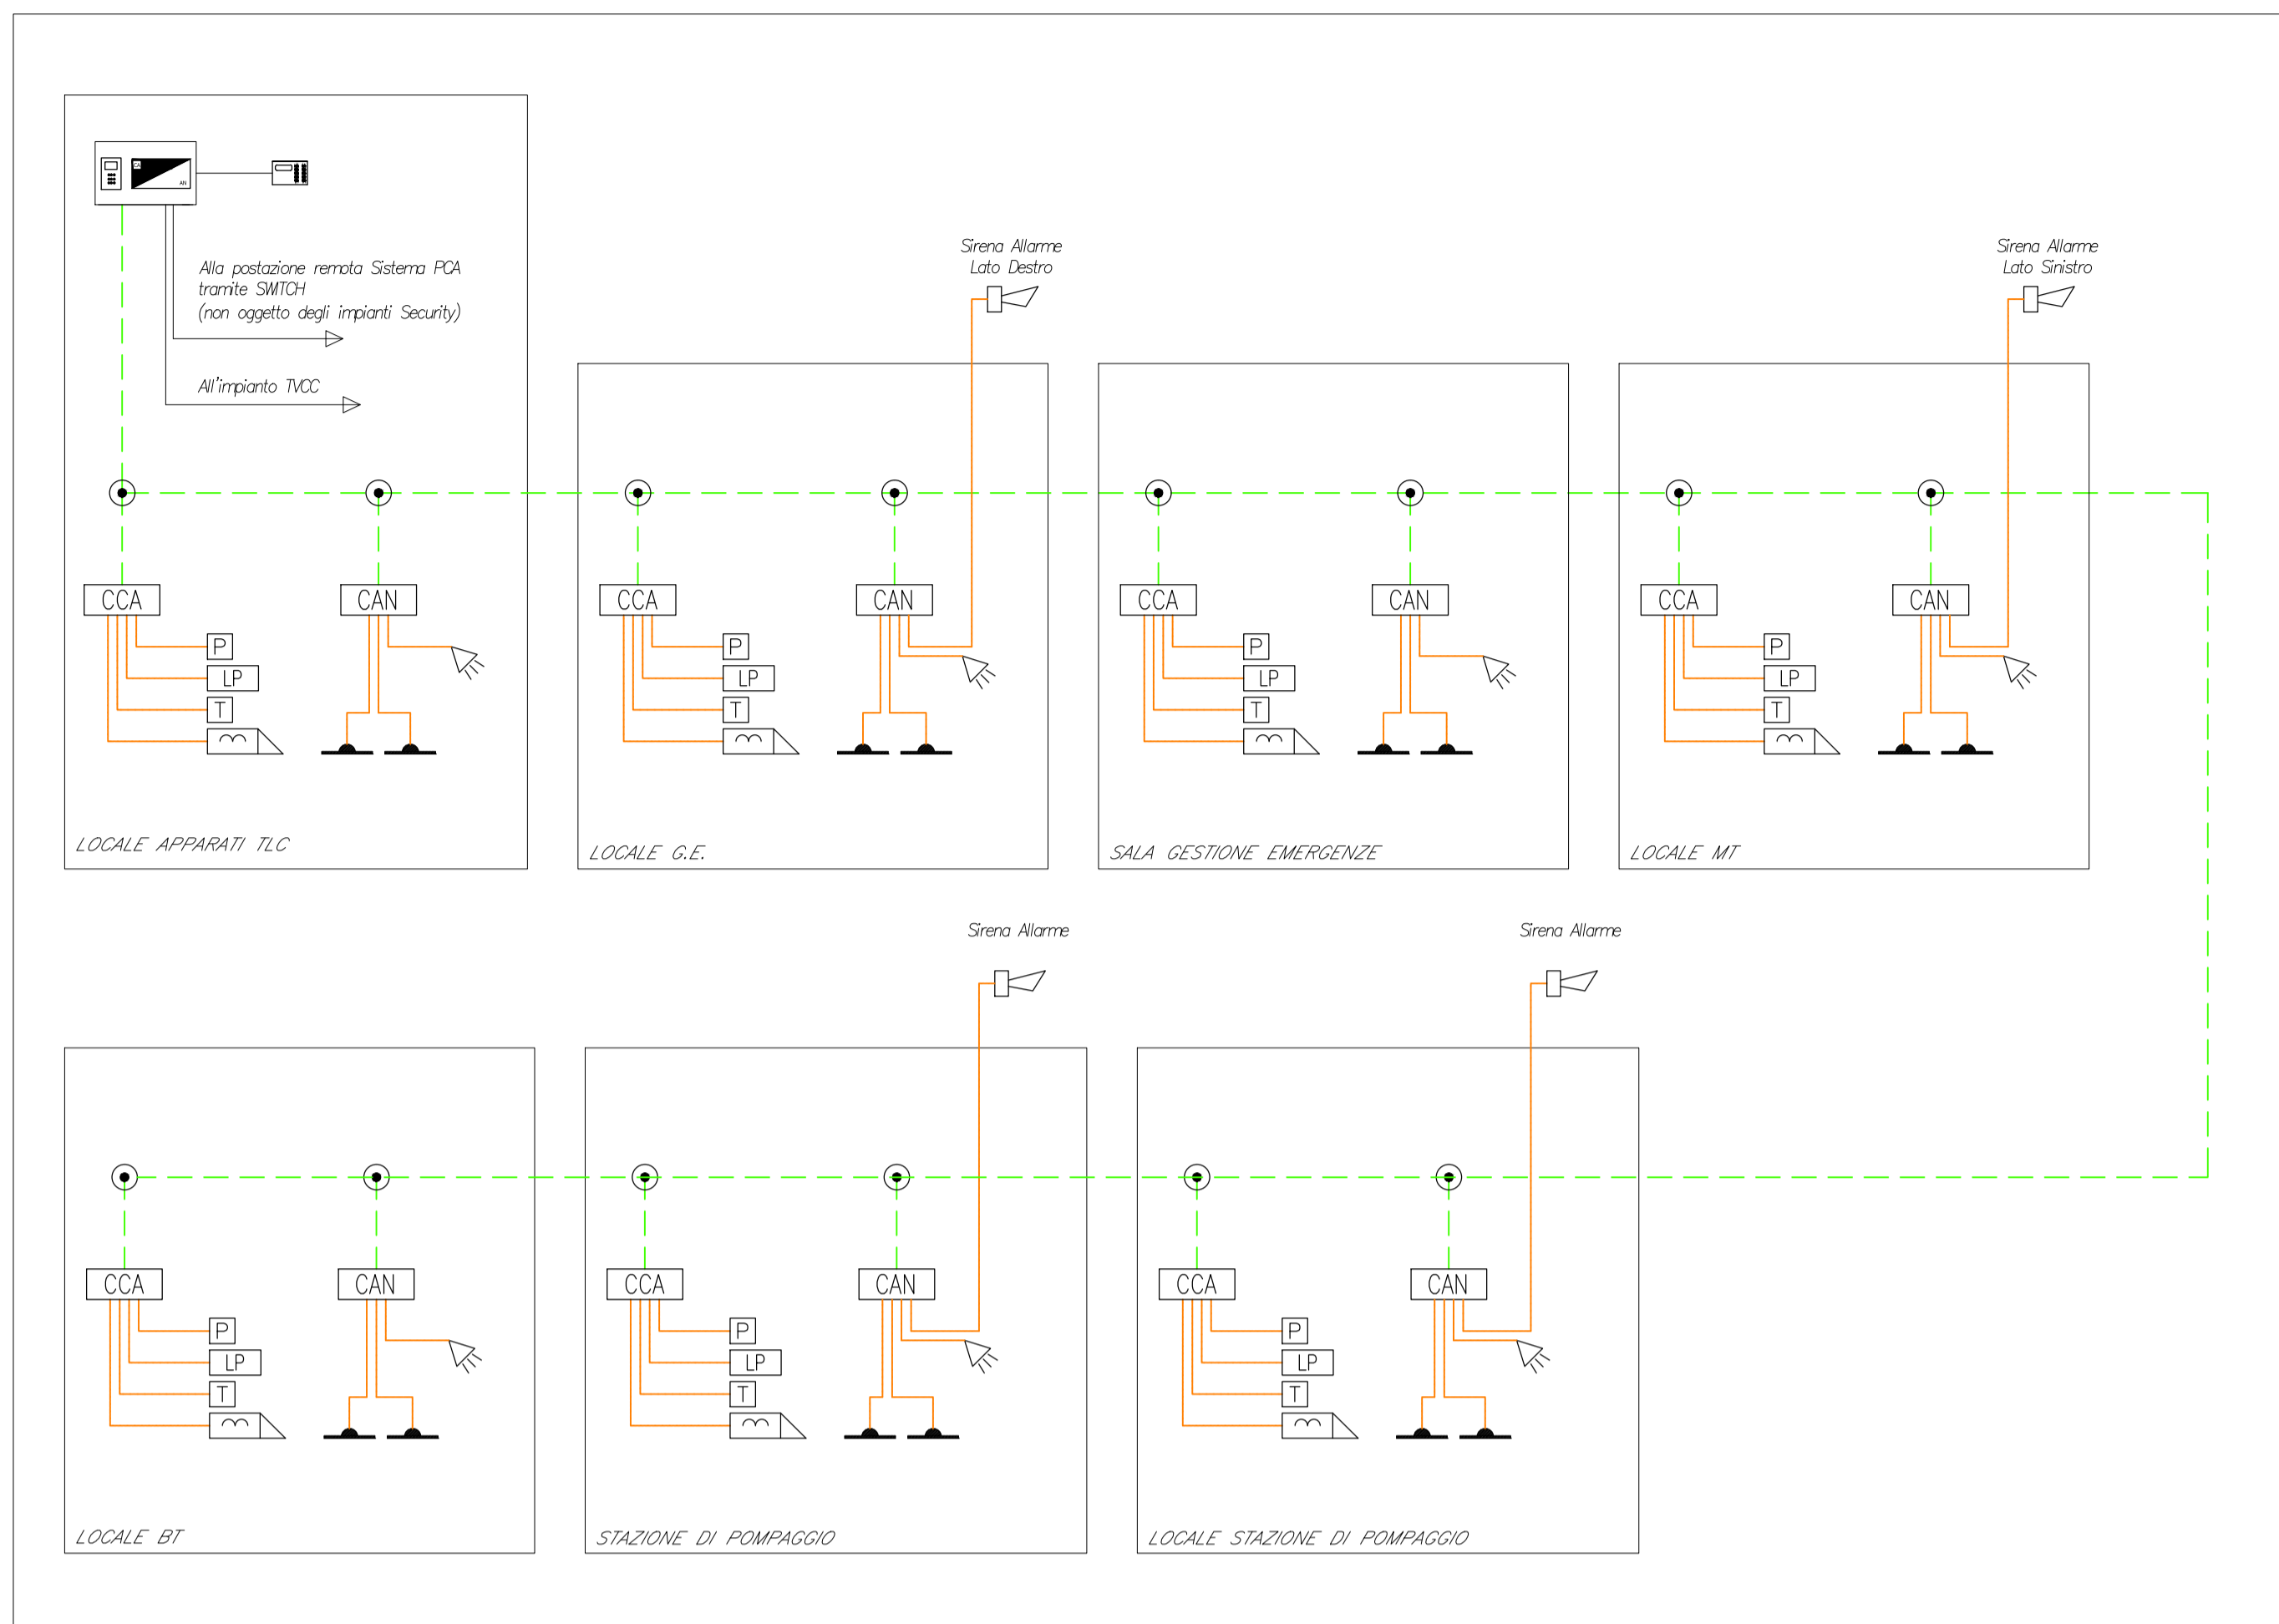 CA
AN
Alla postazione remota Sistema PCA
tramite SWITCH
(non oggetto degli impianti Security)
All'impianto TVCC
CCA
CAN
P
LP
T
LOCALE APPARATI TLC
Sirena Allarme
Lato Destro
CCA
CAN
P
LP
T
LOCALE G.E.
CCA
CAN
P
LP
T
SALA GESTIONE EMERGENZE
Sirena Allarme
Lato Sinistro
CCA
CAN
P
LP
T
LOCALE MT
CCA
CAN
P
LP
T
LOCALE BT
Sirena Allarme
CCA
CAN
P
LP
T
STAZIONE DI POMPAGGIO
Sirena Allarme
CCA
CAN
P
LP
T
LOCALE STAZIONE DI POMPAGGIO